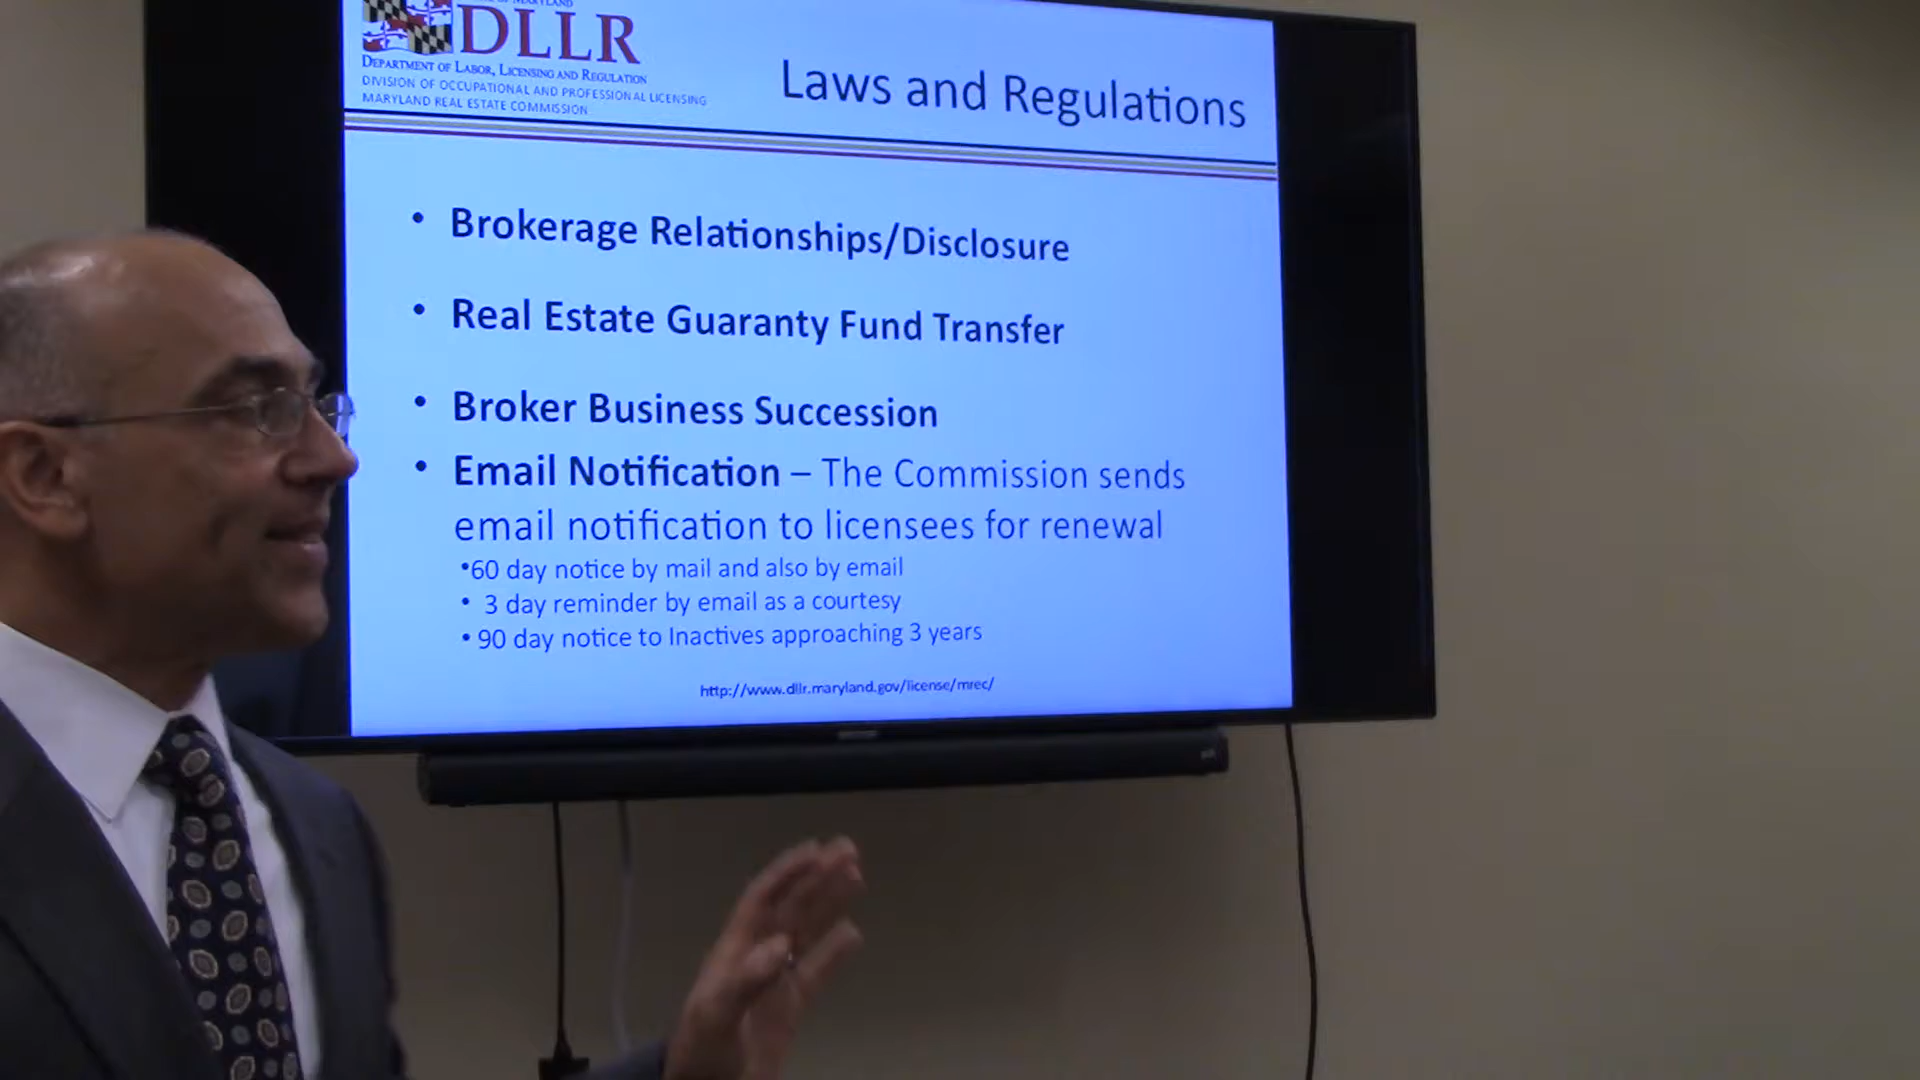 DLLR
DEPARTMENT OF LABOR, LICENSING AND REGULATION
DIVISION OF OCCUPATIONAL AND PROFESSIONAL LICENSING
MARYLAND REAL ESTATE COMMISSION
Laws and Regulations
• Brokerage Relationships/Disclosure
• Real Estate Guaranty Fund Transfer
• Broker Business Succession
• Email Notification – The Commission sends
email notification to licensees for renewal
•60 day notice by mail and also by email
• 3 day reminder by email as a courtesy
• 90 day notice to Inactives approaching 3 years
http://www.dllr.maryland.gov/license/mrec/